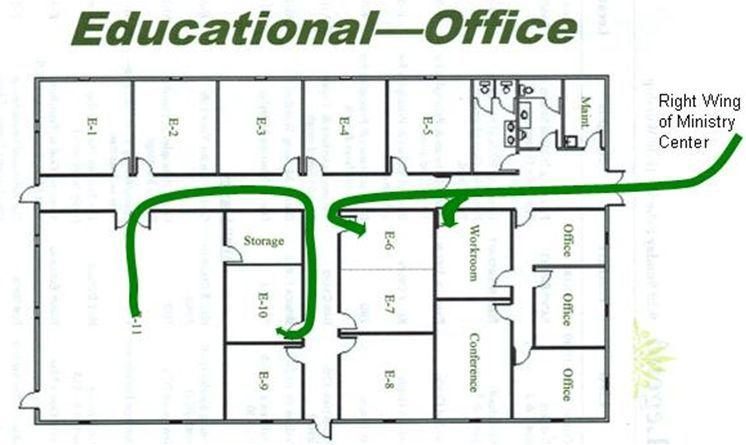 Educational—Office
E-1
E-2
E-3
E-4
E-5
Maint
Right Wing
of Ministry
Center
Storage
E-6
Workroom
Office
E-10
E-7
Office
-11
E-9
E-8
Conference
Office